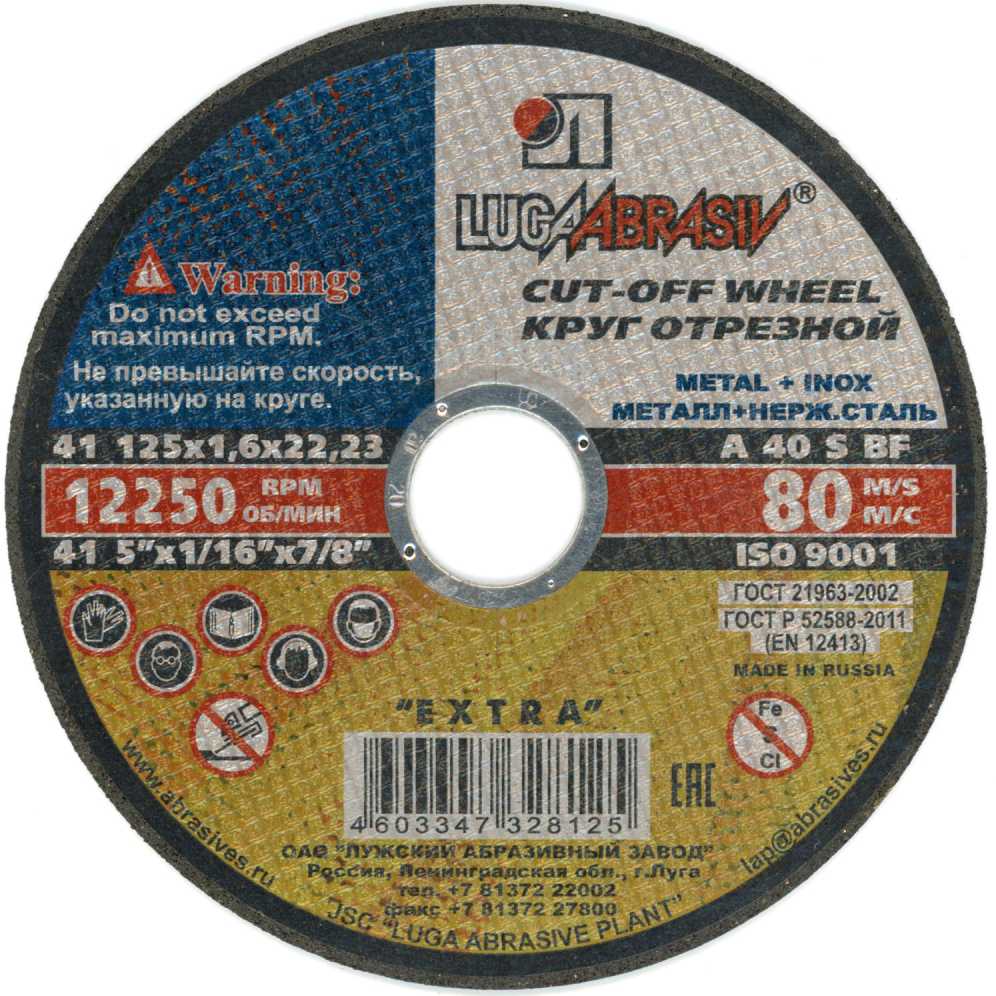 LUGAABRASIV®
CUT-OFF WHEEL
КРУГ ОТРЕЗНОЙ
METAL + INOX
МЕТАЛЛ+НЕРЖ.СТАЛЬ
Warning:
Do not exceed
maximum RPM.
Не превышайте скорость,
указанную на круге.
41 125x1,6x22,23
A 40 S BF
12250 RPM
ОБ/МИН
80 M/S
М/С
41 5"x1/16"x7/8"
ISO 9001
ГОСТ 21963-2002
ГОСТ Р 52588-2011
(EN 12413)
MADE IN RUSSIA
"EXTRA"
Fe
S
Cl
EAC
4603347328125
www.abrasives.ru
lap@abrasives.ru
ОАО "ЛУЖСКИЙ АБРАЗИВНЫЙ ЗАВОД"
Россия, Ленинградская обл., г.Луга
тел. +7 81372 22002
факс +7 81372 27800
JSC "LUGA ABRASIVE PLANT"